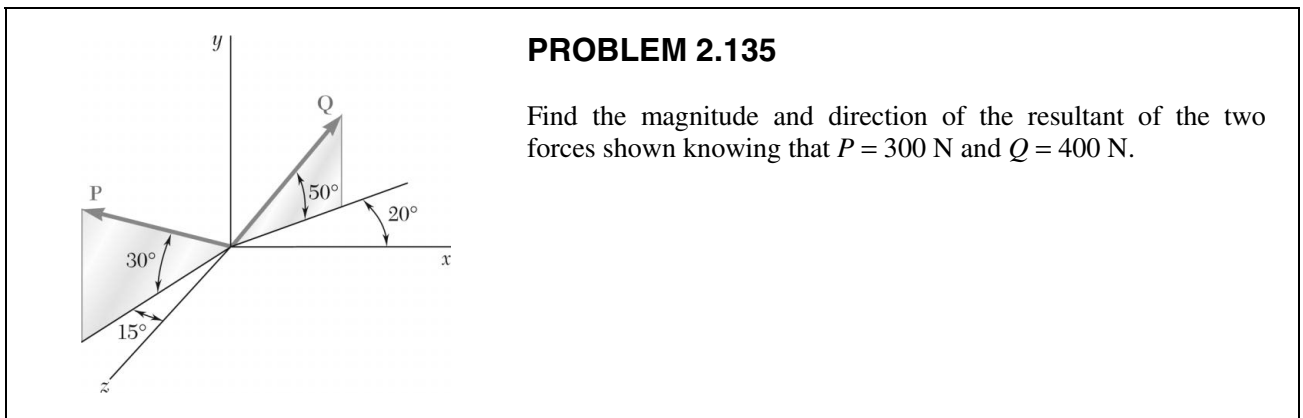 PROBLEM 2.135
Find the magnitude and direction of the resultant of the two
forces shown knowing that P = 300 N and Q = 400 N.
y
Q
P
50°
20°
30°
x
15°
z